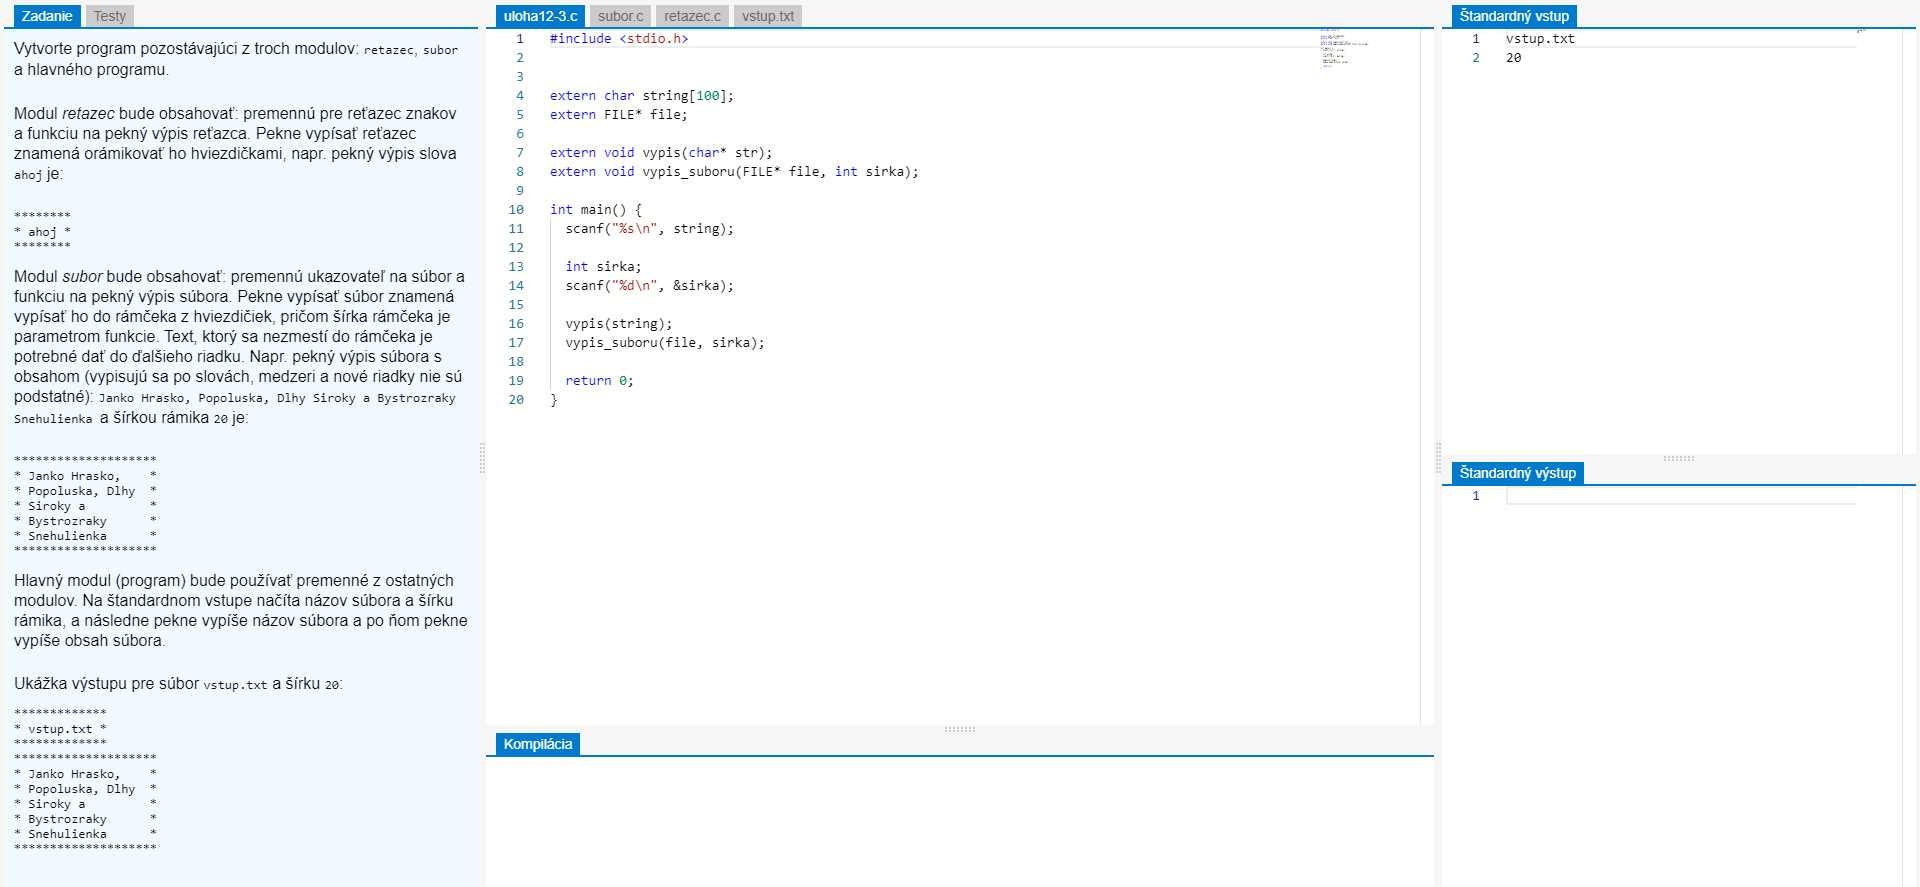 Zadanie Testy
Vytvorte program pozostávajúci z troch modulov: retazec, subor
a hlavného programu.
Modul retazec bude obsahovať: premennú pre reťazec znakov
a funkciu na pekný výpis reťazca. Pekne vypísať reťazec
znamená orámikovať ho hviezdičkami, napr. pekný výpis slova
ahoj je:
********
* ahoj *
********
Modul subor bude obsahovať: premennú ukazovateľ na súbor a
funkciu na pekný výpis súbora. Pekne vypísať súbor znamená
vypísať ho do rámčeka z hviezdičiek, pričom šírka rámčeka je
parametrom funkcie. Text, ktorý sa nezmestí do rámčeka je
potrebné dať do ďalšieho riadku. Napr. pekný výpis súbora s
obsahom (vypisujú sa po slovách, medzeri a nové riadky nie sú
podstatné): Janko Hrasko, Popoluska, Dlhy Siroky a Bystrozraky
Snehulienka a šírkou rámika 20 je:
********************
* Janko Hrasko,    *
* Popoluska, Dlhy  *
* Siroky a         *
* Bystrozraky      *
* Snehulienka      *
********************
Hlavný modul (program) bude používať premenné z ostatných
modulov. Na štandardnom vstupe načíta názov súbora a šírku
rámika, a následne pekne vypíše názov súbora a po ňom pekne
vypíše obsah súbora.
Ukážka výstupu pre súbor vstup.txt a šírku 20:
*************
* vstup.txt *
*************
********************
* Janko Hrasko,    *
* Popoluska, Dlhy  *
* Siroky a         *
* Bystrozraky      *
* Snehulienka      *
********************
uloha12-3.c subor.c retazec.c vstup.txt
1 #include <stdio.h>
2
3
4 extern char string[100];
5 extern FILE* file;
6
7 extern void vypis(char* str);
8 extern void vypis_suboru(FILE* file, int sirka);
9
10 int main() {
11   scanf("%s\n", string);
12
13   int sirka;
14   scanf("%d\n", &sirka);
15
16   vypis(string);
17   vypis_suboru(file, sirka);
18
19   return 0;
20 }
Kompilácia
Štandardný vstup
1 vstup.txt
2 20
Štandardný výstup
1